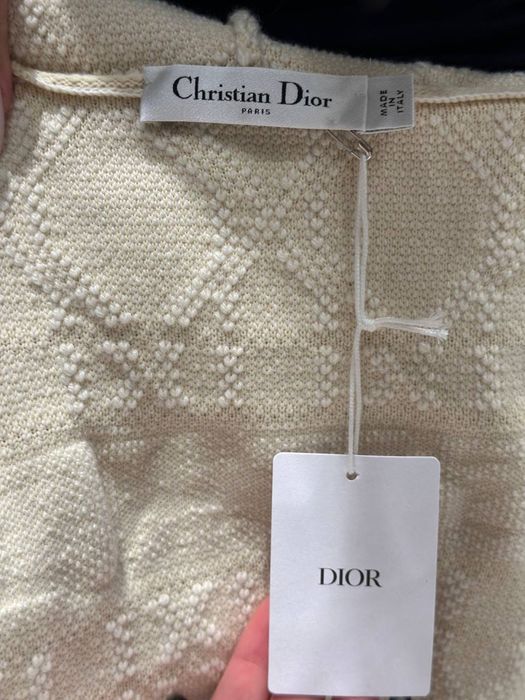 Christian Dior
PARIS
MADE
IN
ITALY
DIOR